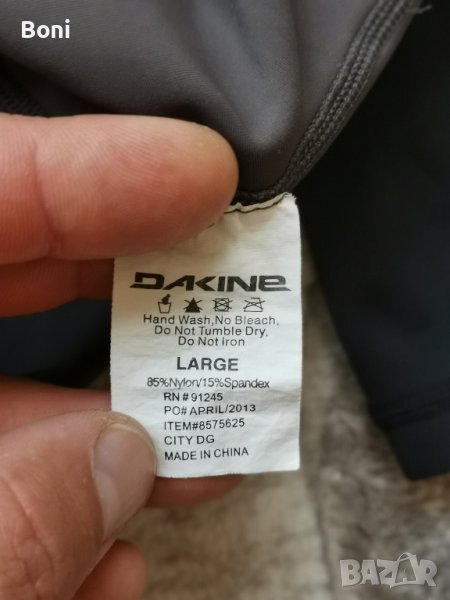 Boni
DAKINE
Hand Wash,No Bleach,
Do Not Tumble Dry,
Do Not Iron
LARGE
85%Nylon/15%Spandex
RN# 91245
PO# APRIL/2013
ITEM#8575625
CITY DG
MADE IN CHINA
BAZAR